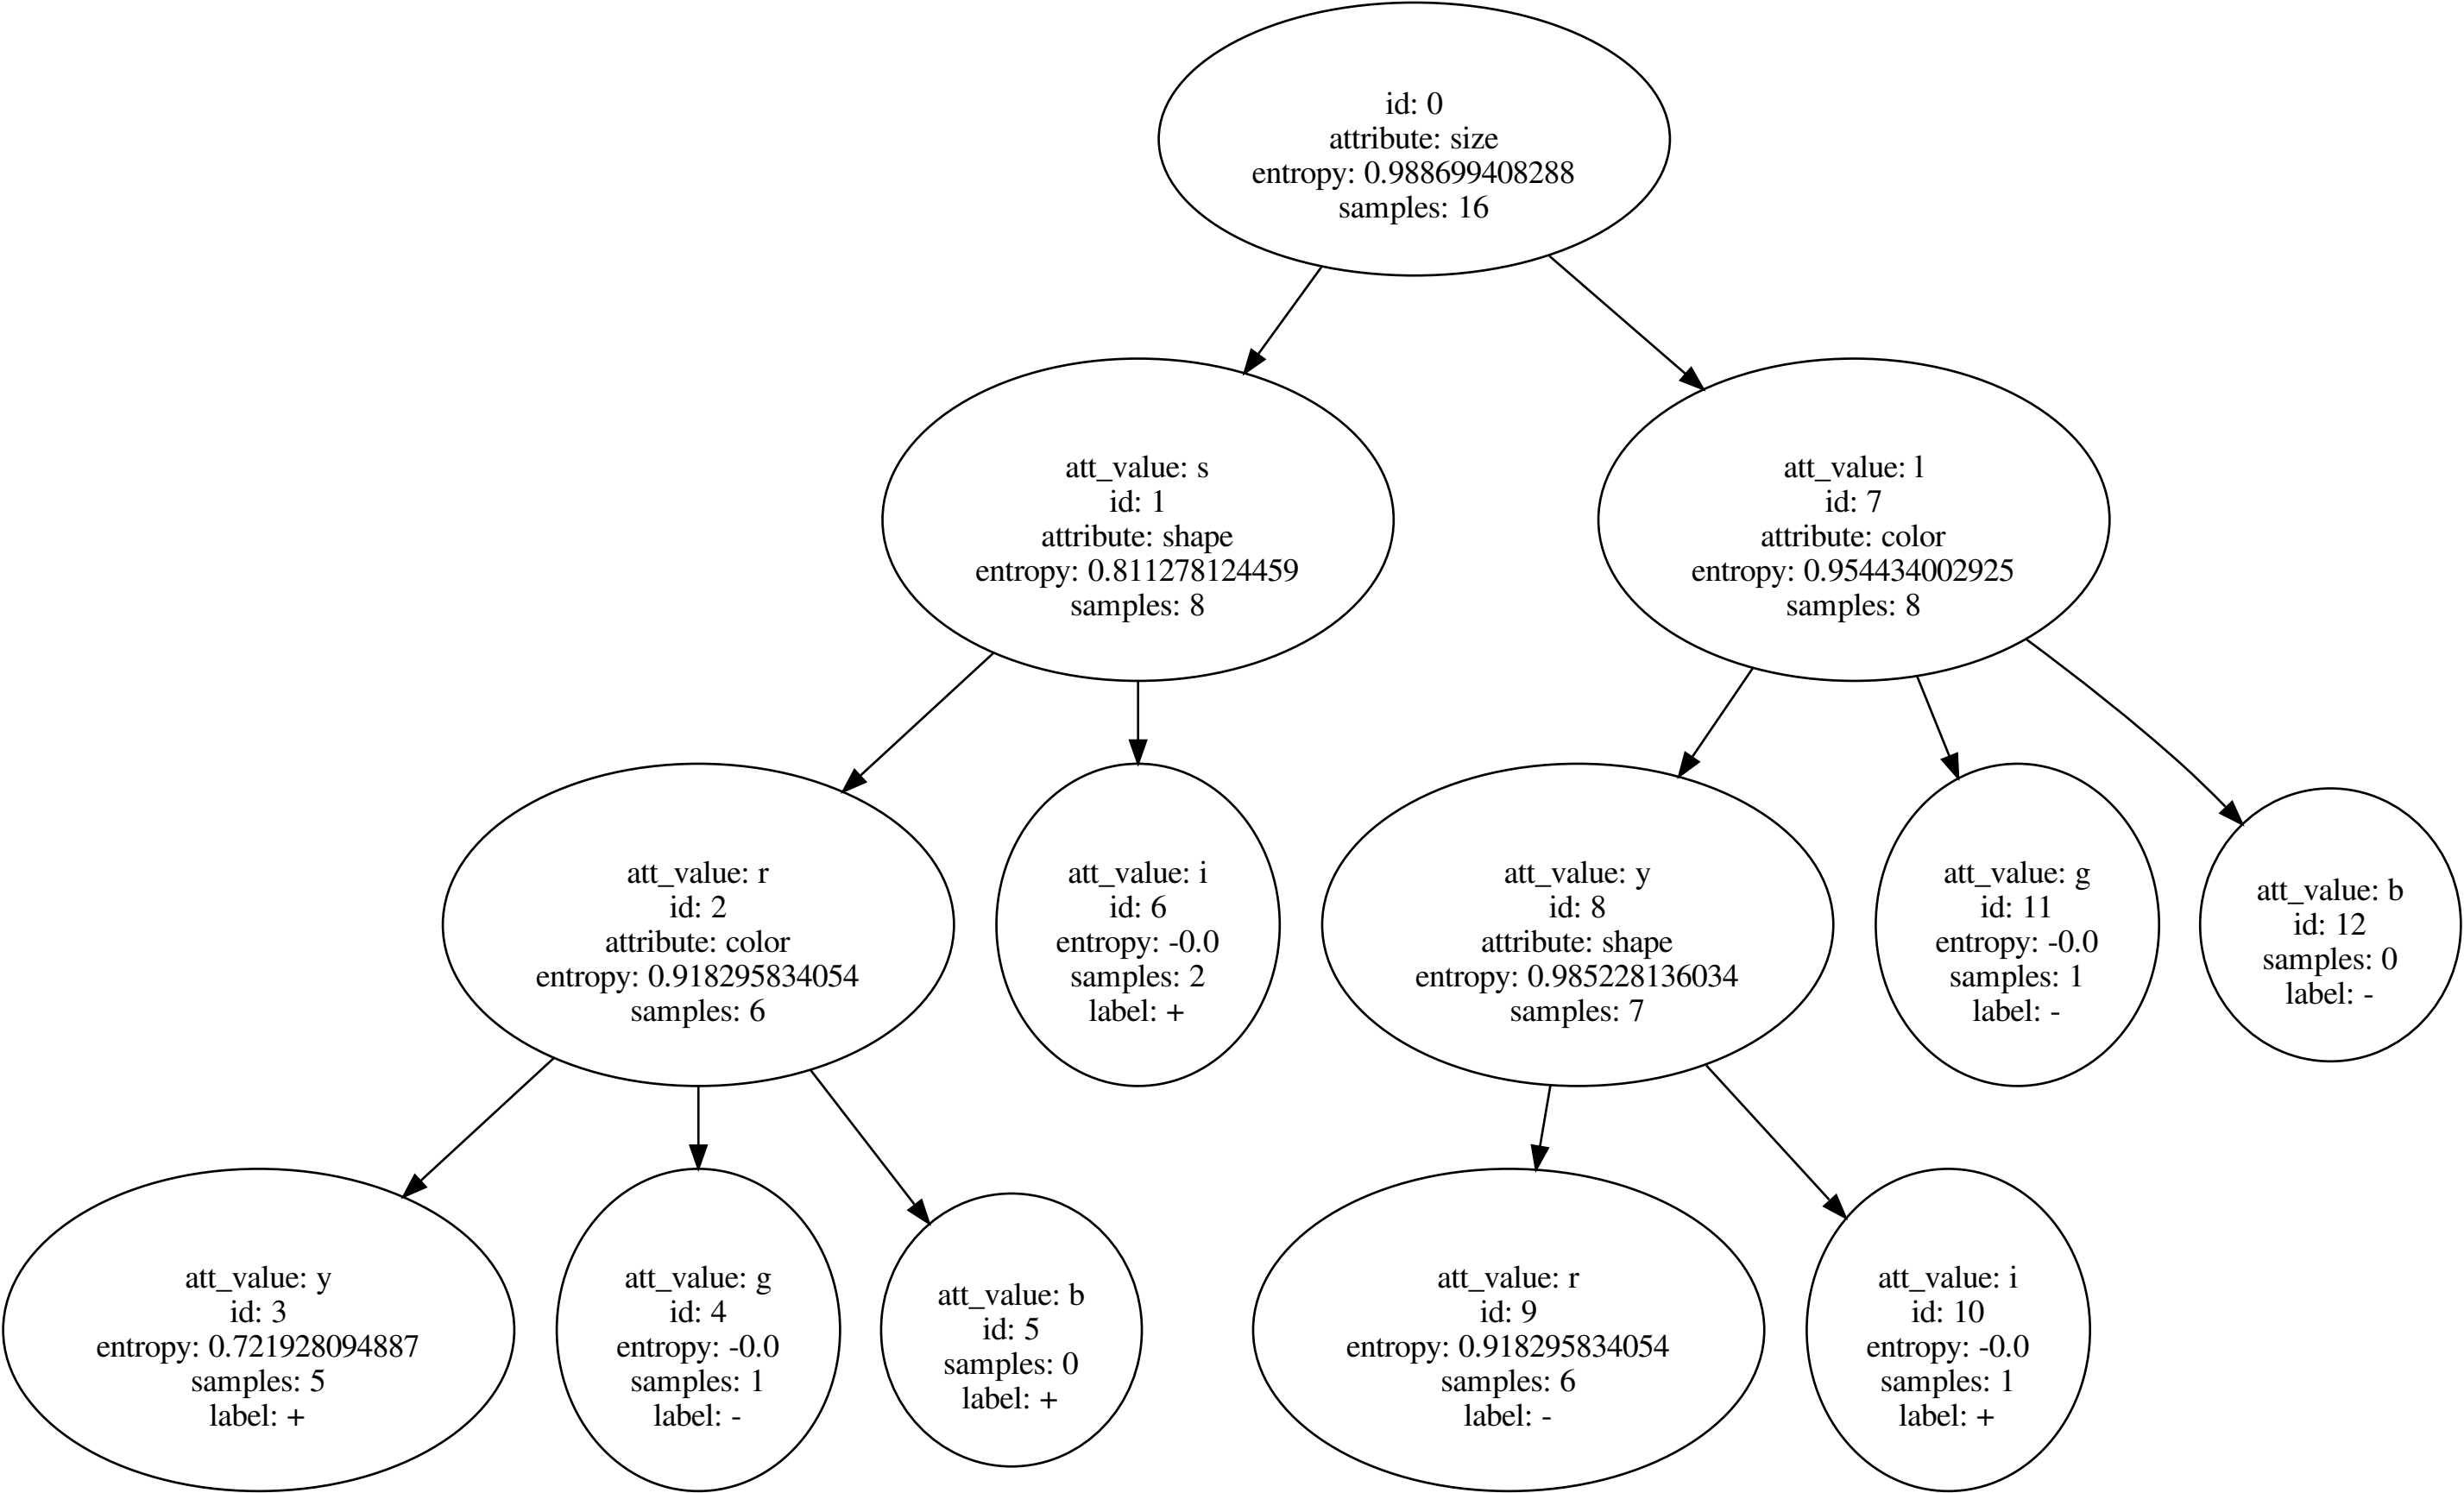 id: 0
attribute: size
entropy: 0.988699408288
samples: 16
att_value: s
id: 1
attribute: shape
entropy: 0.811278124459
samples: 8
att_value: l
id: 7
attribute: color
entropy: 0.954434002925
samples: 8
att_value: r
id: 2
attribute: color
entropy: 0.918295834054
samples: 6
att_value: i
id: 6
entropy: -0.0
samples: 2
label: +
att_value: y
id: 8
attribute: shape
entropy: 0.985228136034
samples: 7
att_value: g
id: 11
entropy: -0.0
samples: 1
label: -
att_value: b
id: 12
samples: 0
label: -
att_value: y
id: 3
entropy: 0.721928094887
samples: 5
label: +
att_value: g
id: 4
entropy: -0.0
samples: 1
label: -
att_value: b
id: 5
samples: 0
label: +
att_value: r
id: 9
entropy: 0.918295834054
samples: 6
label: -
att_value: i
id: 10
entropy: -0.0
samples: 1
label: +